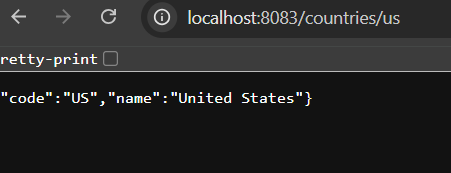 localhost:8083/countries/us
retty-print
"code":"US","name":"United States"}